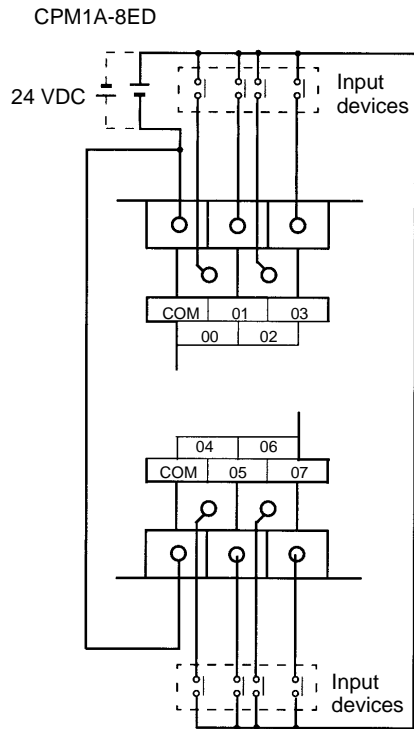 CPM1A-8ED
24 VDC
Input
devices
COM 01 03
00 02
04 06
COM 05 07
Input
devices